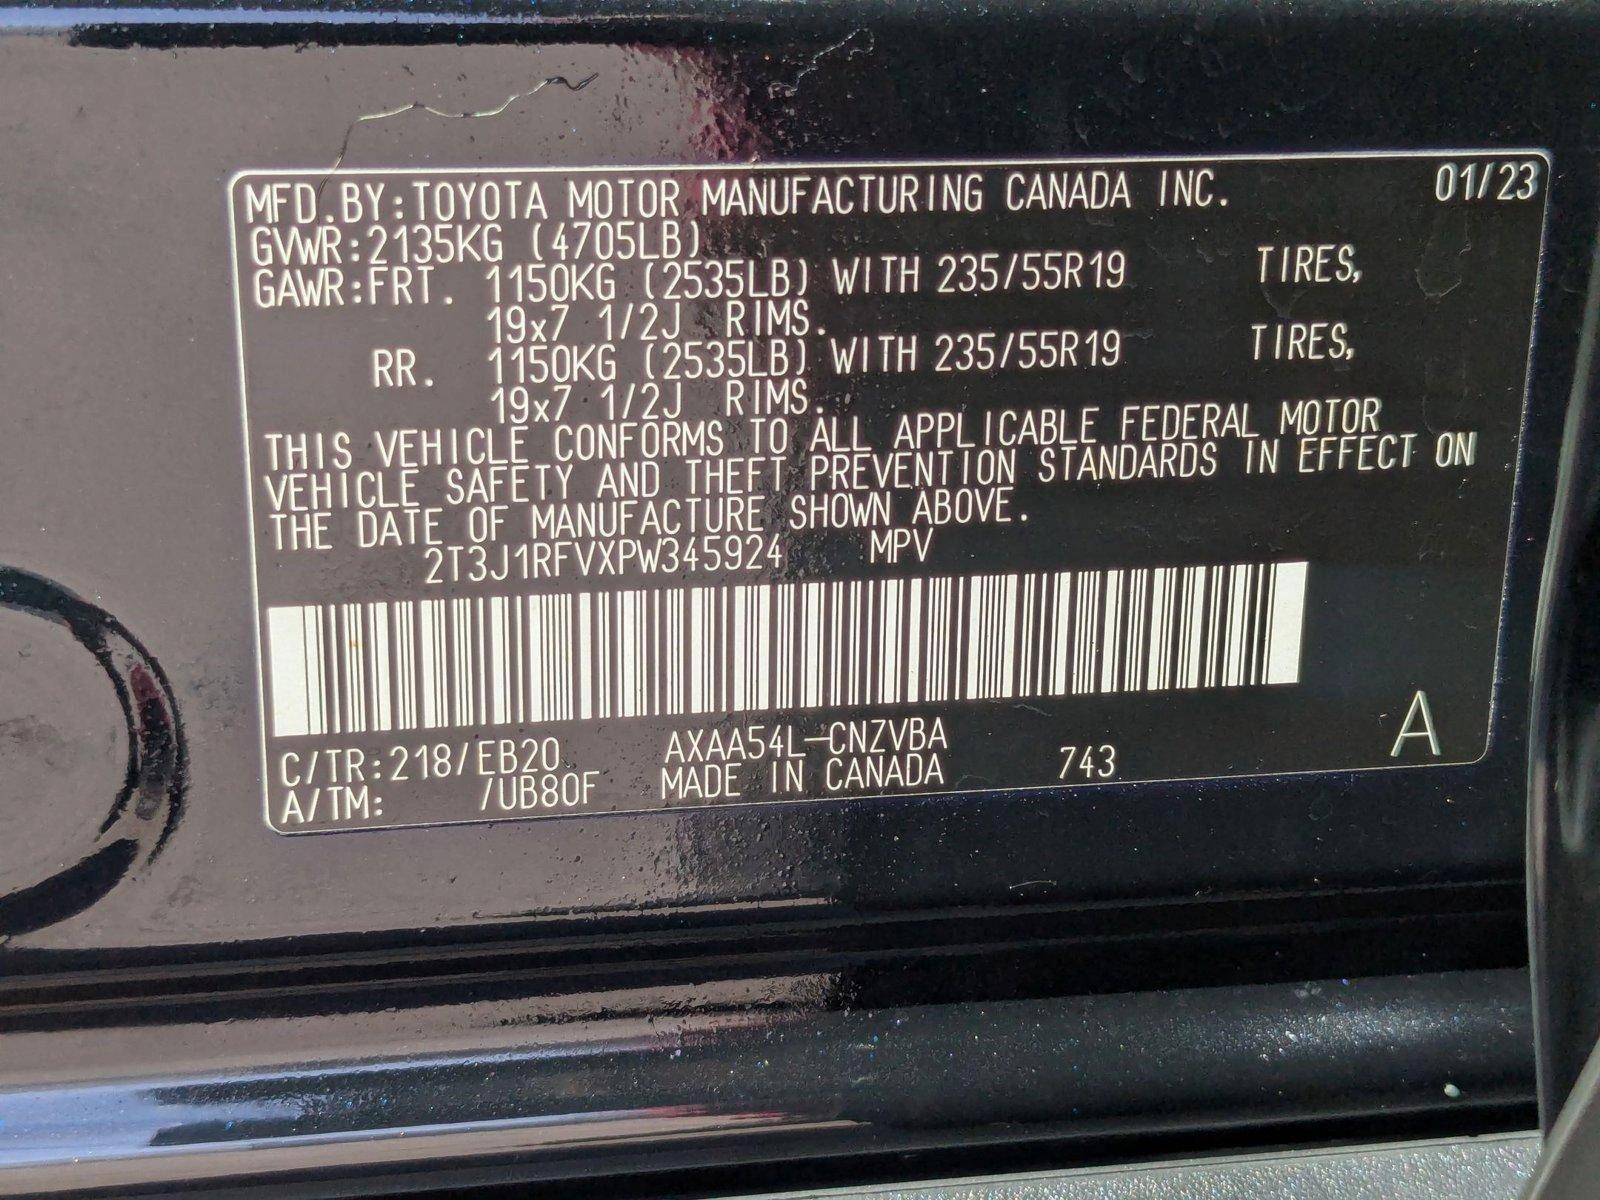 MFD.BY:TOYOTA MOTOR MANUFACTURING CANADA INC. 01/23
GVWR:2135KG (4705LB)
GAWR:FRT. 1150KG (2535LB) WITH 235/55R19 TIRES,
19x7 1/2J RIMS.
RR. 1150KG (2535LB) WITH 235/55R19 TIRES,
19x7 1/2J RIMS.
THIS VEHICLE CONFORMS TO ALL APPLICABLE FEDERAL MOTOR
VEHICLE SAFETY AND THEFT PREVENTION STANDARDS IN EFFECT ON
THE DATE OF MANUFACTURE SHOWN ABOVE.
2T3J1RFVXPW345924 MPV
C/TR:218/EB20 AXAA54L-CNZVBA
A/TM: /UB80F MADE IN CANADA 743 A